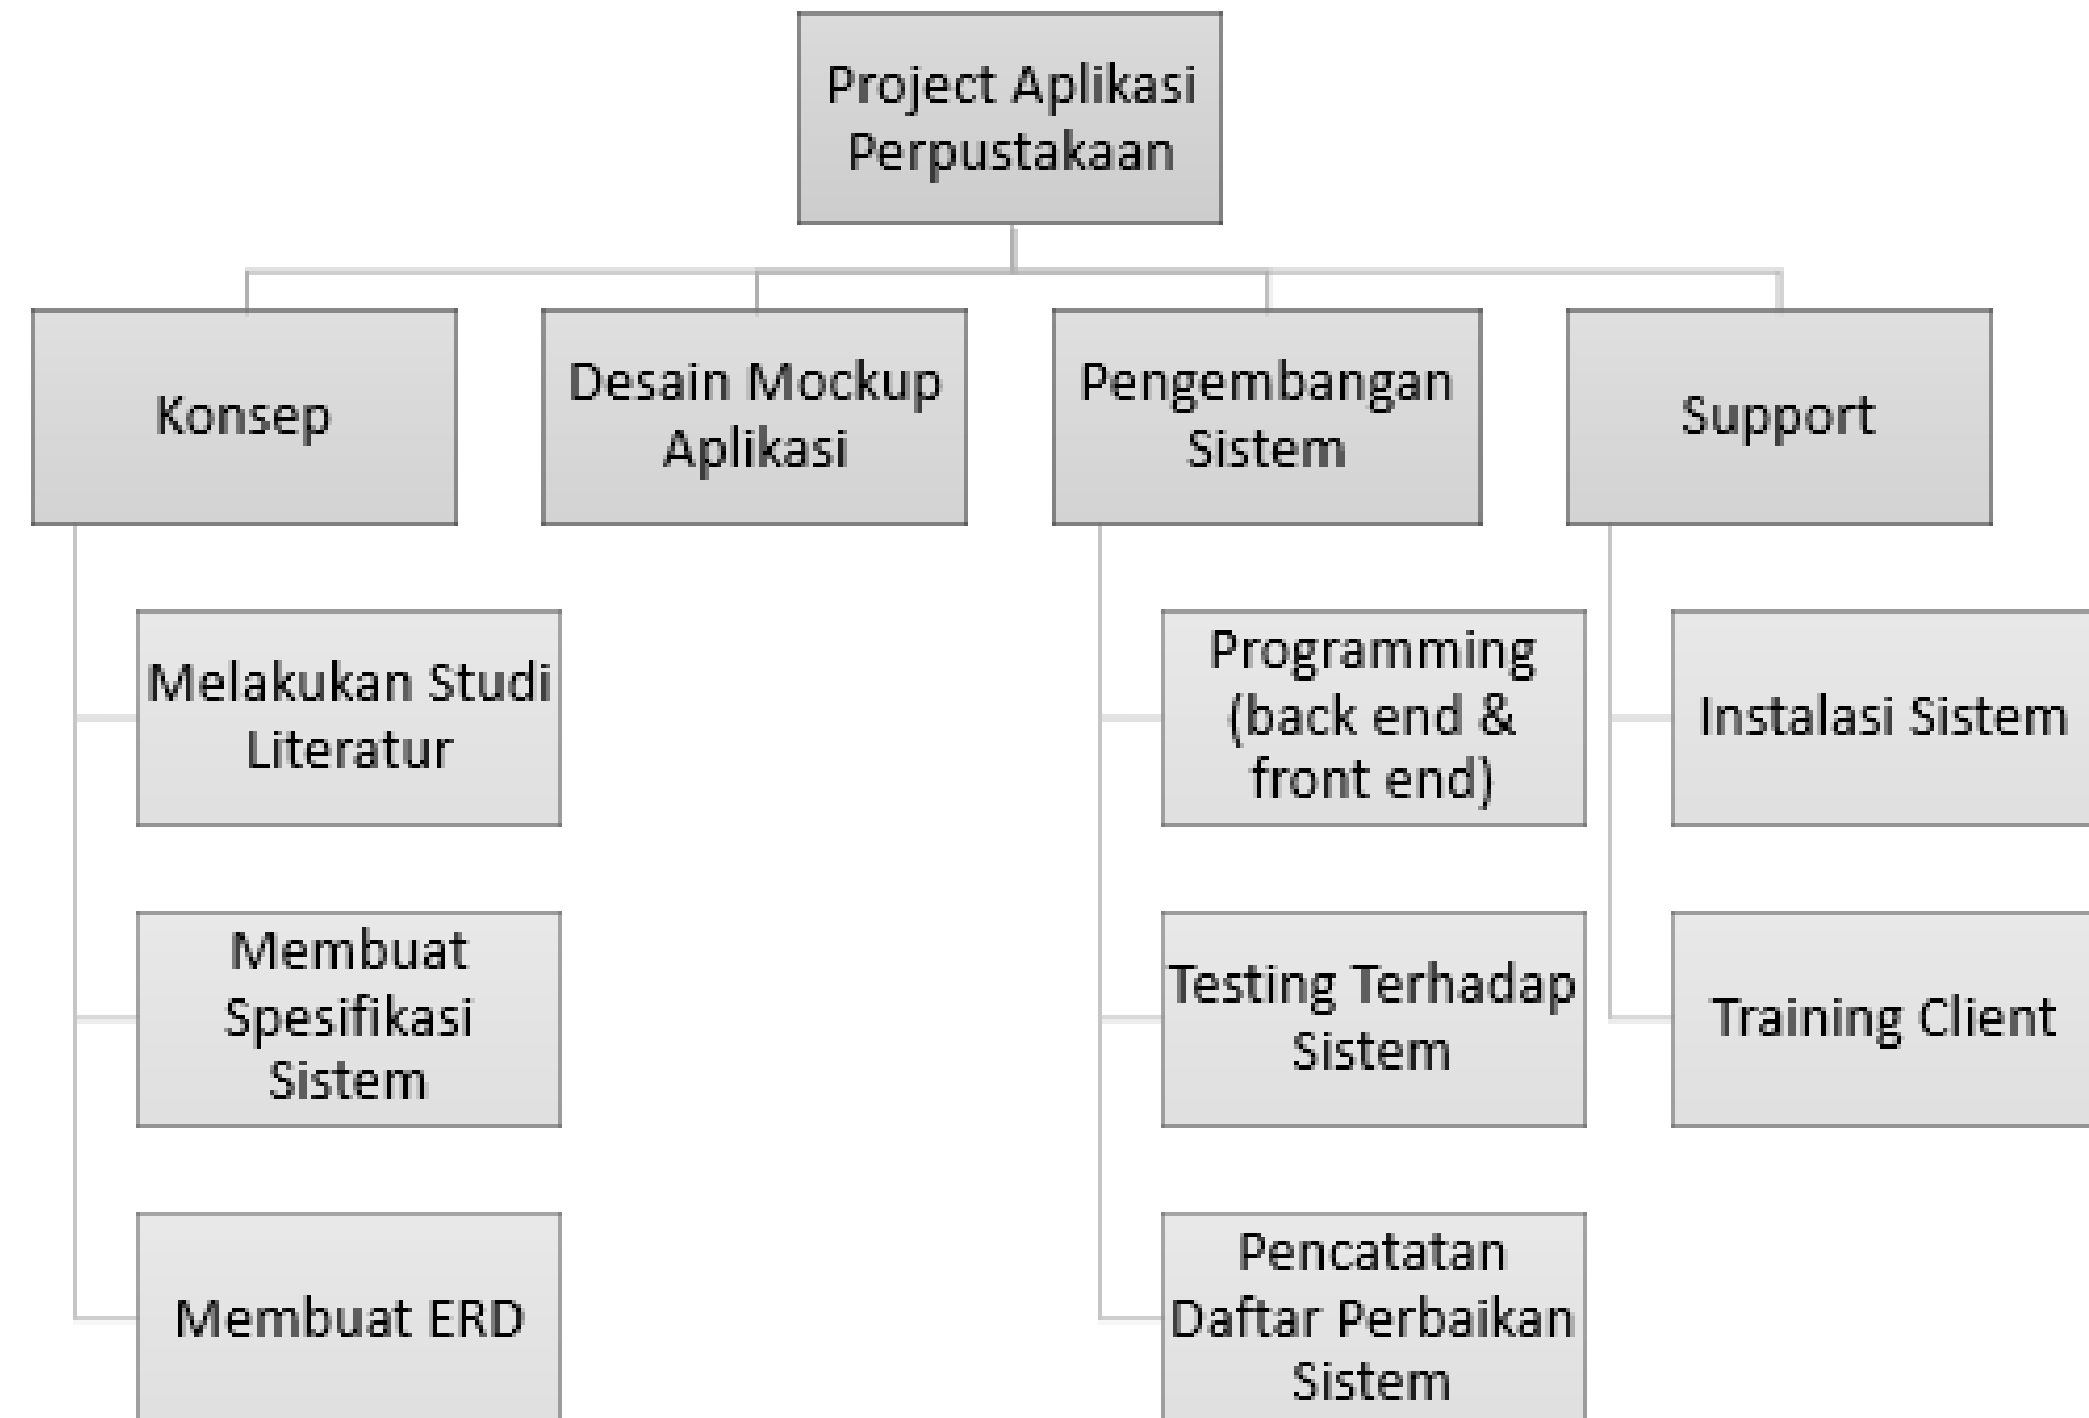 Project Aplikasi
Perpustakaan
Konsep
Desain Mockup
Aplikasi
Pengembangan
Sistem
Support
Melakukan Studi
Literatur
Membuat
Spesifikasi
Sistem
Membuat ERD
Programming
(back end &
front end)
Testing Terhadap
Sistem
Pencatatan
Daftar Perbaikan
Sistem
Instalasi Sistem
Training Client